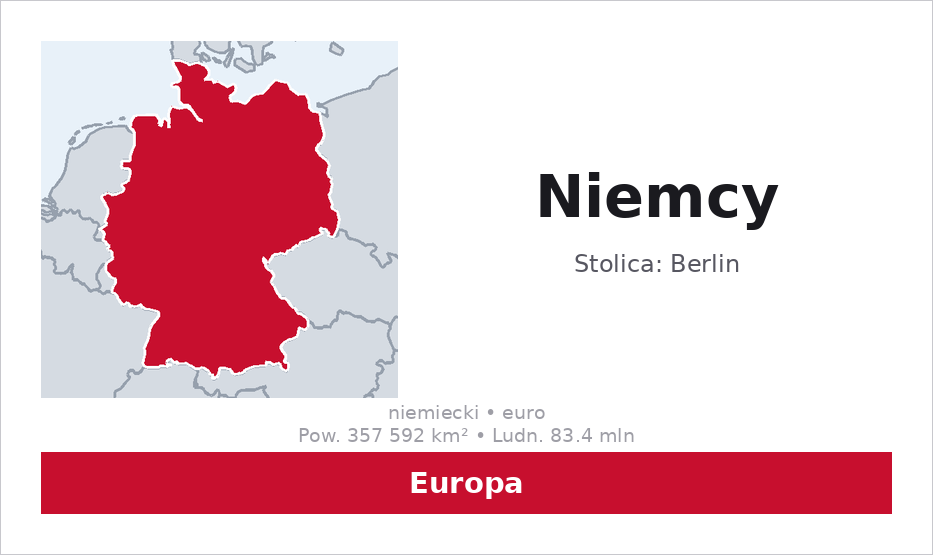 Niemcy
Stolica: Berlin
niemiecki • euro
Pow. 357 592 km² • Ludn. 83.4 mln
Europa